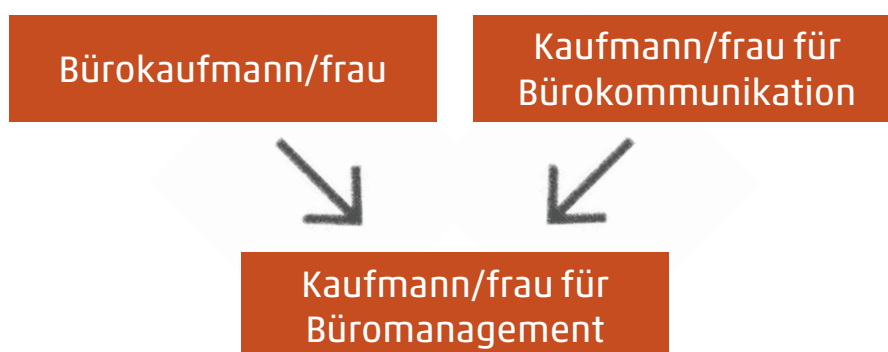 Bürokaufmann/frau
Kaufmann/frau für
Bürokommunikation
Kaufmann/frau für
Büromanagement